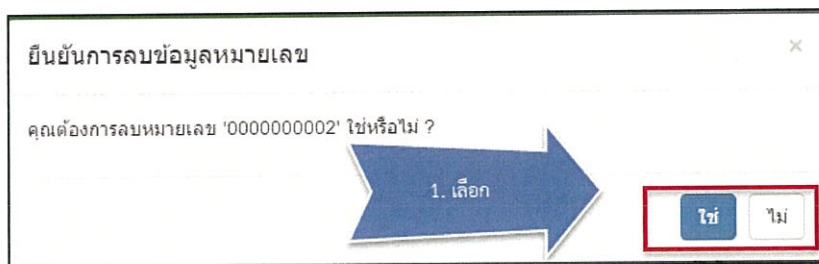 ยืนยันการลบข้อมูลหมายเลข ×
คุณต้องการลบหมายเลข '0000000002' ใช่หรือไม่ ?
1. เลือก
ใช่ ไม่